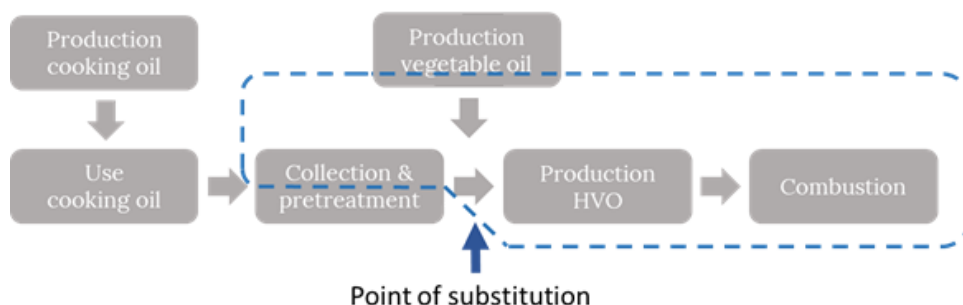 Production
cooking oil
Production
vegetable oil
Use
cooking oil
Collection &
pretreatment
Production
HVO
Combustion
Point of substitution